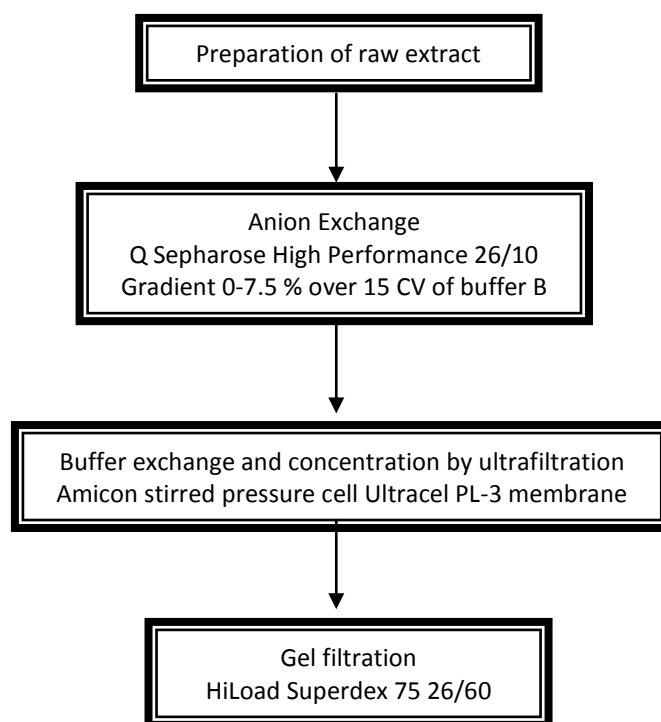 Preparation of raw extract
Anion Exchange
Q Sepharose High Performance 26/10
Gradient 0-7.5 % over 15 CV of buffer B
Buffer exchange and concentration by ultrafiltration
Amicon stirred pressure cell Ultracel PL-3 membrane
Gel filtration
HiLoad Superdex 75 26/60